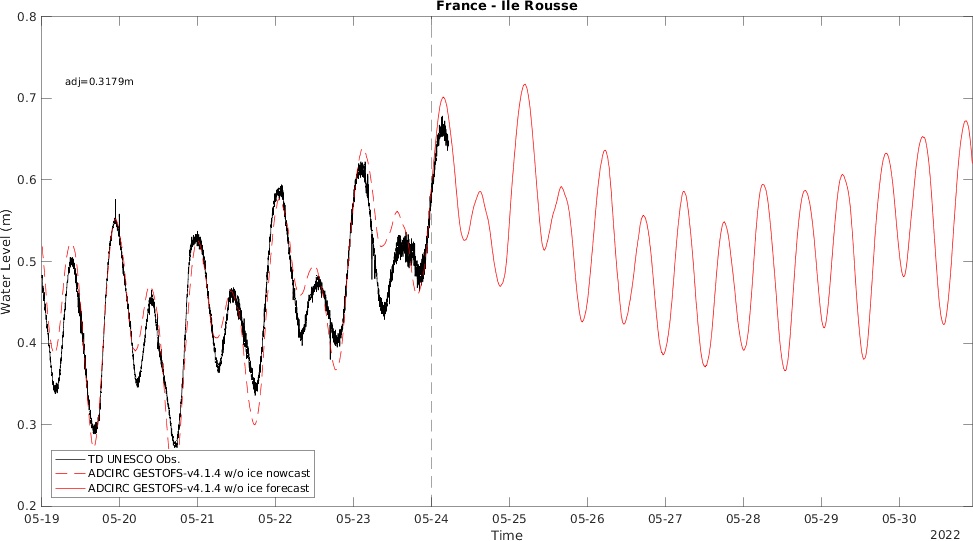 France - Ile Rousse
0.8
0.7
0.6
0.5
0.4
0.3
0.2
Water Level (m)
adj=0.3179m
TD UNESCO Obs.
ADCIRC GESTOFS-v4.1.4 w/o ice nowcast
ADCIRC GESTOFS-v4.1.4 w/o ice forecast
05-19 05-20 05-21 05-22 05-23 05-24 05-25 05-26 05-27 05-28 05-29 05-30
Time
2022